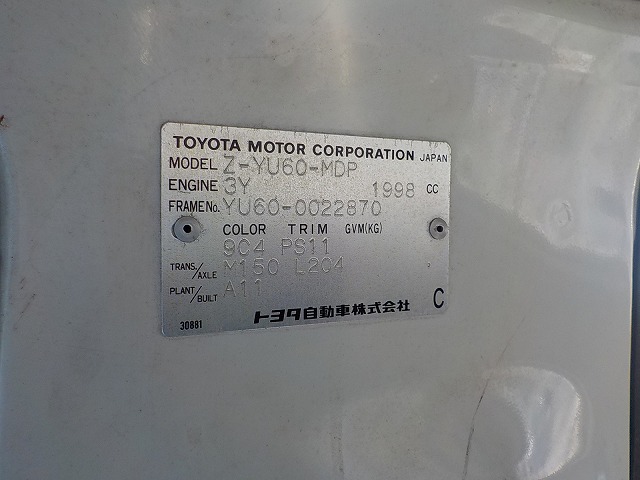 TOYOTA MOTOR CORPORATION JAPAN
MODEL Z-YU60-MDP
ENGINE 3Y 1998 CC
FRAME No. YU60-0022870
COLOR TRIM GVM(KG)
904 PS11
TRANS./AXLE M150 L204
PLANT/BUILT A11
トヨタ自動車株式会社 C
30881